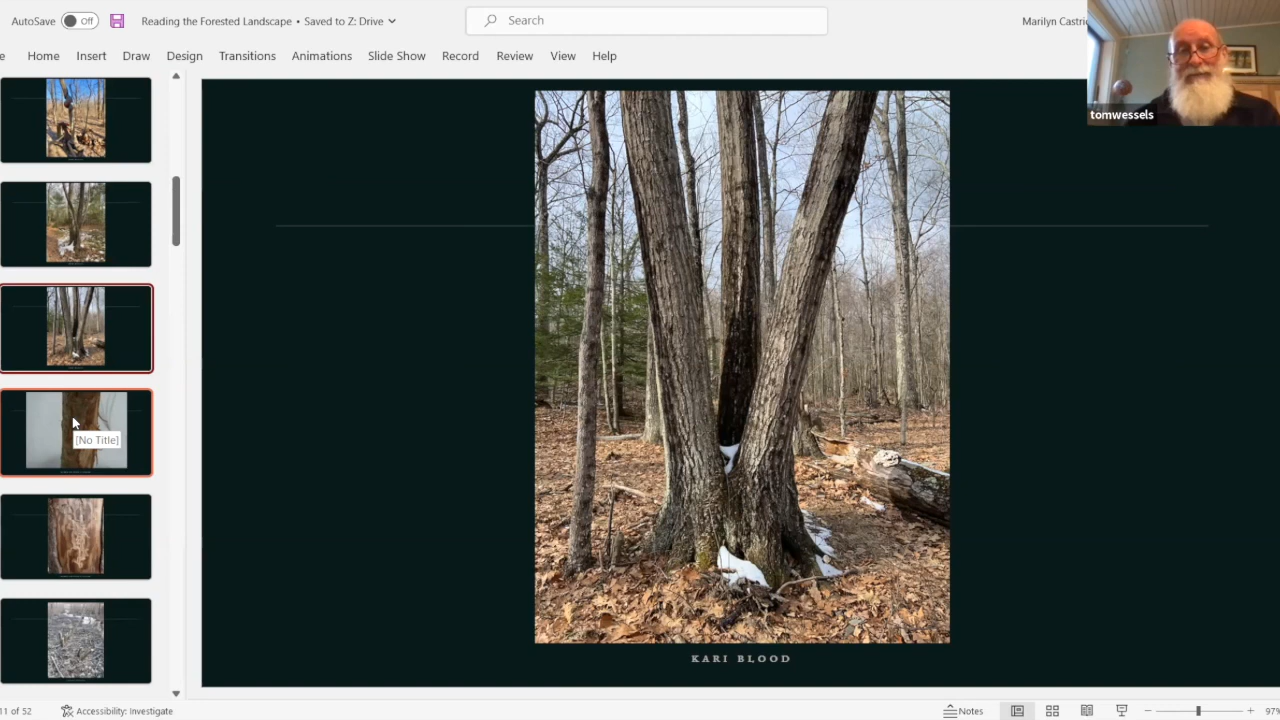 AutoSave Off Reading the Forested Landscape • Saved to Z: Drive Search Marilyn Castric
e Home Insert Draw Design Transitions Animations Slide Show Record Review View Help
tomwessels
[No Title]
KARI BLOOD
11 of 52 Accessibility: Investigate Notes 97%